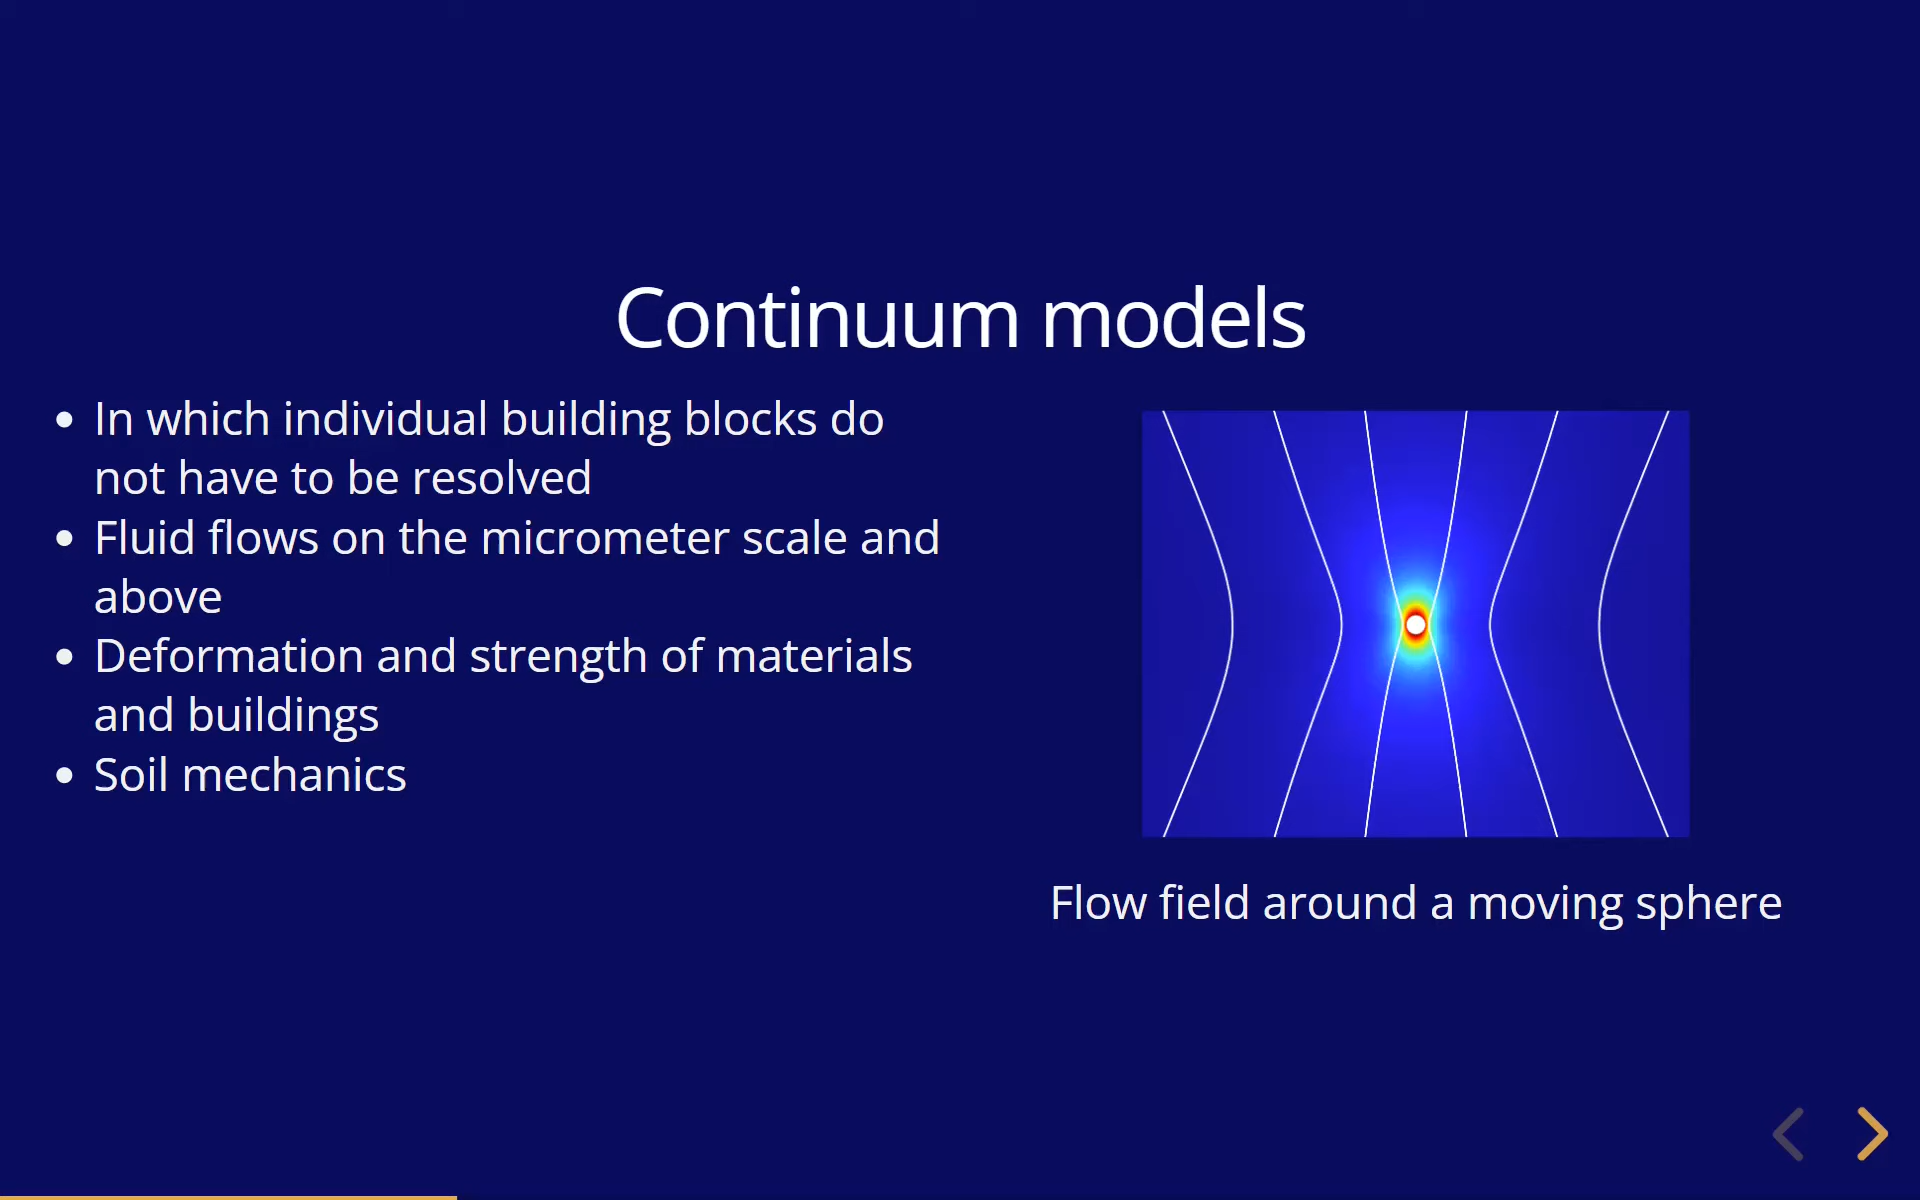 Continuum models
• In which individual building blocks do
not have to be resolved
• Fluid flows on the micrometer scale and
above
• Deformation and strength of materials
and buildings
• Soil mechanics
Flow field around a moving sphere